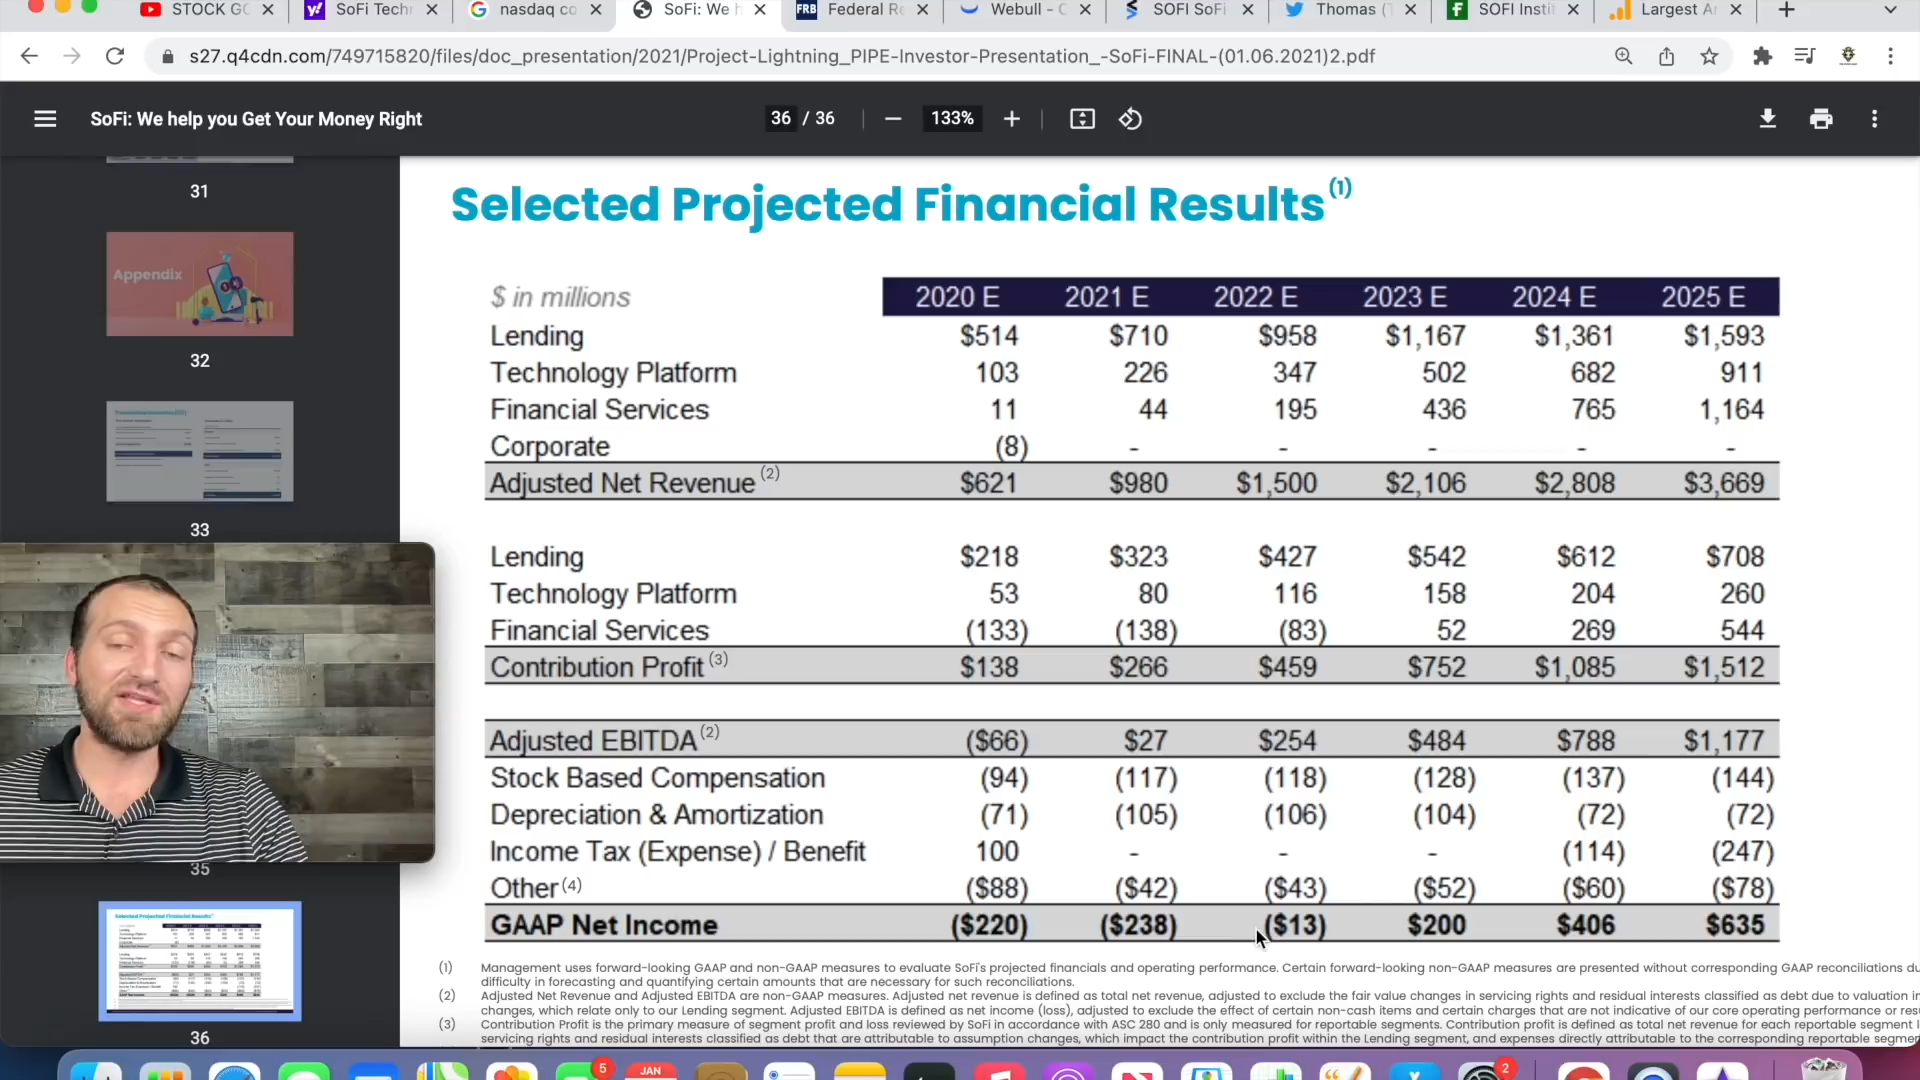 STOCK GO
SoFi Tech
nasdaq co
SoFi: We h
FRB Federal Re
Webull - C
SOFI SoFi
Thomas (T
SOFI Instit
Largest A
s27.q4cdn.com/749715820/files/doc_presentation/2021/Project-Lightning_PIPE-Investor-Presentation_-SoFi-FINAL-(01.06.2021)2.pdf
SoFi: We help you Get Your Money Right
36 / 36
133%
31
Appendix
32
33
35
36
Selected Projected Financial Results (1)
$ in millions 2020 E 2021 E 2022 E 2023 E 2024 E 2025 E
Lending $514 $710 $958 $1,167 $1,361 $1,593
Technology Platform 103 226 347 502 682 911
Financial Services 11 44 195 436 765 1,164
Corporate (8) - - - - -
Adjusted Net Revenue (2) $621 $980 $1,500 $2,106 $2,808 $3,669
Lending $218 $323 $427 $542 $612 $708
Technology Platform 53 80 116 158 204 260
Financial Services (133) (138) (83) 52 269 544
Contribution Profit (3) $138 $266 $459 $752 $1,085 $1,512
Adjusted EBITDA (2) ($66) $27 $254 $484 $788 $1,177
Stock Based Compensation (94) (117) (118) (128) (137) (144)
Depreciation & Amortization (71) (105) (106) (104) (72) (72)
Income Tax (Expense) / Benefit 100 - - - (114) (247)
Other (4) ($88) ($42) ($43) ($52) ($60) ($78)
GAAP Net Income ($220) ($238) ($13) $200 $406 $635
(1) Management uses forward-looking GAAP and non-GAAP measures to evaluate SoFi's projected financials and operating performance. Certain forward-looking non-GAAP measures are presented without corresponding GAAP reconciliations du
difficulty in forecasting and quantifying certain amounts that are necessary for such reconciliations.
(2) Adjusted Net Revenue and Adjusted EBITDA are non-GAAP measures. Adjusted net revenue is defined as total net revenue, adjusted to exclude the fair value changes in servicing rights and residual interests classified as debt due to valuation in
changes, which relate only to our Lending segment. Adjusted EBITDA is defined as net income (loss), adjusted to exclude the effect of certain non-cash items and certain charges that are not indicative of our core operating performance or res
(3) Contribution Profit is the primary measure of segment profit and loss reviewed by SoFi in accordance with ASC 280 and is only measured for reportable segments. Contribution profit is defined as total net revenue for each reportable segment l
servicing rights and residual interests classified as debt that are attributable to assumption changes, which impact the contribution profit within the Lending segment, and expenses directly attributable to the corresponding reportable segmen
5
JAN
2